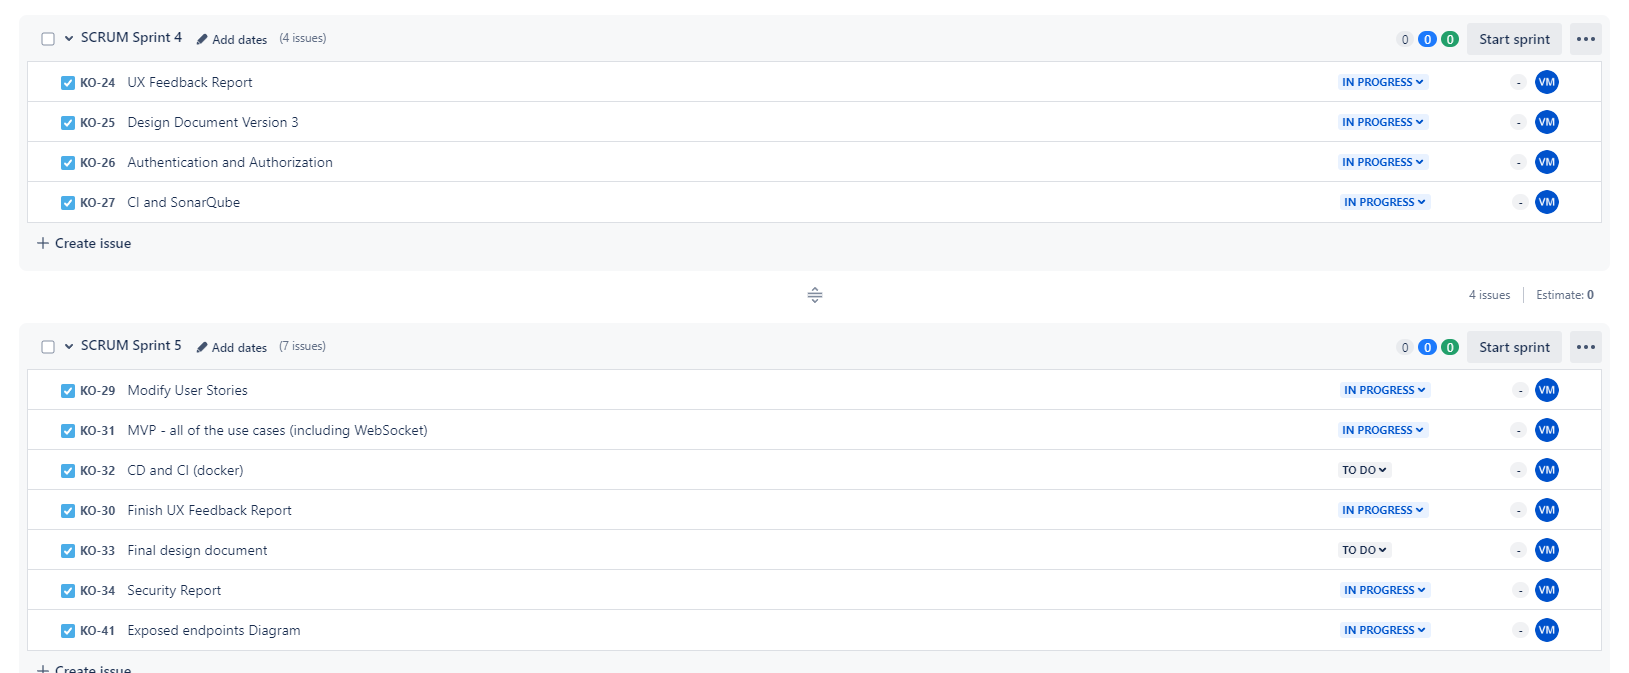 SCRUM Sprint 4 Add dates (4 issues) 0 0 0 Start sprint
KO-24 UX Feedback Report IN PROGRESS - VM
KO-25 Design Document Version 3 IN PROGRESS - VM
KO-26 Authentication and Authorization IN PROGRESS - VM
KO-27 CI and SonarQube IN PROGRESS - VM
Create issue
4 issues Estimate: 0
SCRUM Sprint 5 Add dates (7 issues) 0 0 0 Start sprint
KO-29 Modify User Stories IN PROGRESS - VM
KO-31 MVP - all of the use cases (including WebSocket) IN PROGRESS - VM
KO-32 CD and CI (docker) TO DO - VM
KO-30 Finish UX Feedback Report IN PROGRESS - VM
KO-33 Final design document TO DO - VM
KO-34 Security Report IN PROGRESS - VM
KO-41 Exposed endpoints Diagram IN PROGRESS - VM
Create issue